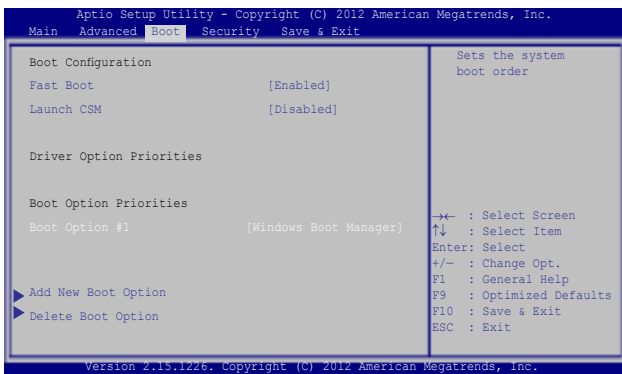 Aptio Setup Utility - Copyright (C) 2012 American Megatrends, Inc.
Main Advanced Boot Security Save & Exit
Boot Configuration
Fast Boot [Enabled]
Launch CSM [Disabled]
Driver Option Priorities
Boot Option Priorities
Boot Option #1 [Windows Boot Manager]
Add New Boot Option
Delete Boot Option
Sets the system
boot order
→← : Select Screen
↑↓ : Select Item
Enter: Select
+/− : Change Opt.
F1 : General Help
F9 : Optimized Defaults
F10 : Save & Exit
ESC : Exit
Version 2.15.1226. Copyright (C) 2012 American Megatrends, Inc.